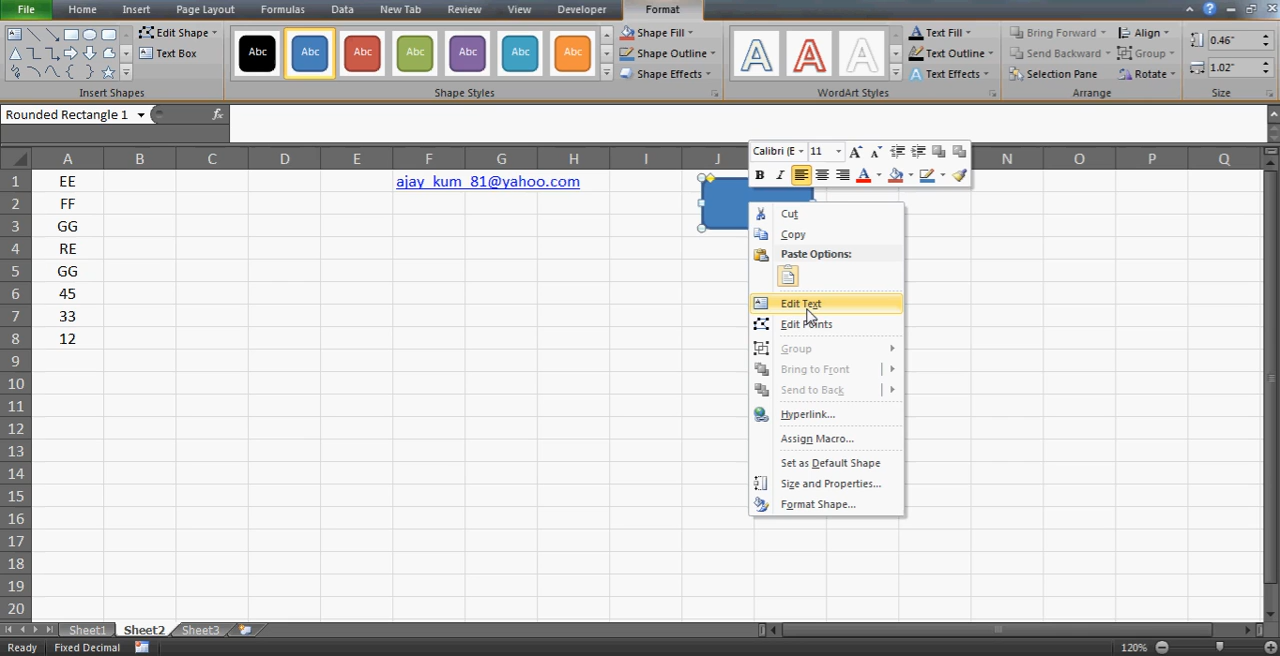 File Home Insert Page Layout Formulas Data New Tab Review View Developer Format
Edit Shape
Text Box
Insert Shapes
Abc Abc Abc Abc Abc Abc Abc
Shape Fill
Shape Outline
Shape Effects
Shape Styles
A A A
Text Fill
Text Outline
Text Effects
WordArt Styles
Bring Forward
Send Backward
Selection Pane
Align
Group
Rotate
Arrange
0.46"
1.02"
Size
Rounded Rectangle 1
fx
Calibri (E 11 A A
B I A
A B C D E F G H I J N O P Q
1 EE ajay_kum_81@yahoo.com
2 FF
3 GG
4 RE
5 GG
6 45
7 33
8 12
9
10
11
12
13
14
15
16
17
18
19
20
Cut
Copy
Paste Options:
Edit Text
Edit Points
Group
Bring to Front
Send to Back
Hyperlink...
Assign Macro...
Set as Default Shape
Size and Properties...
Format Shape...
Sheet1 Sheet2 Sheet3
Ready Fixed Decimal 120%